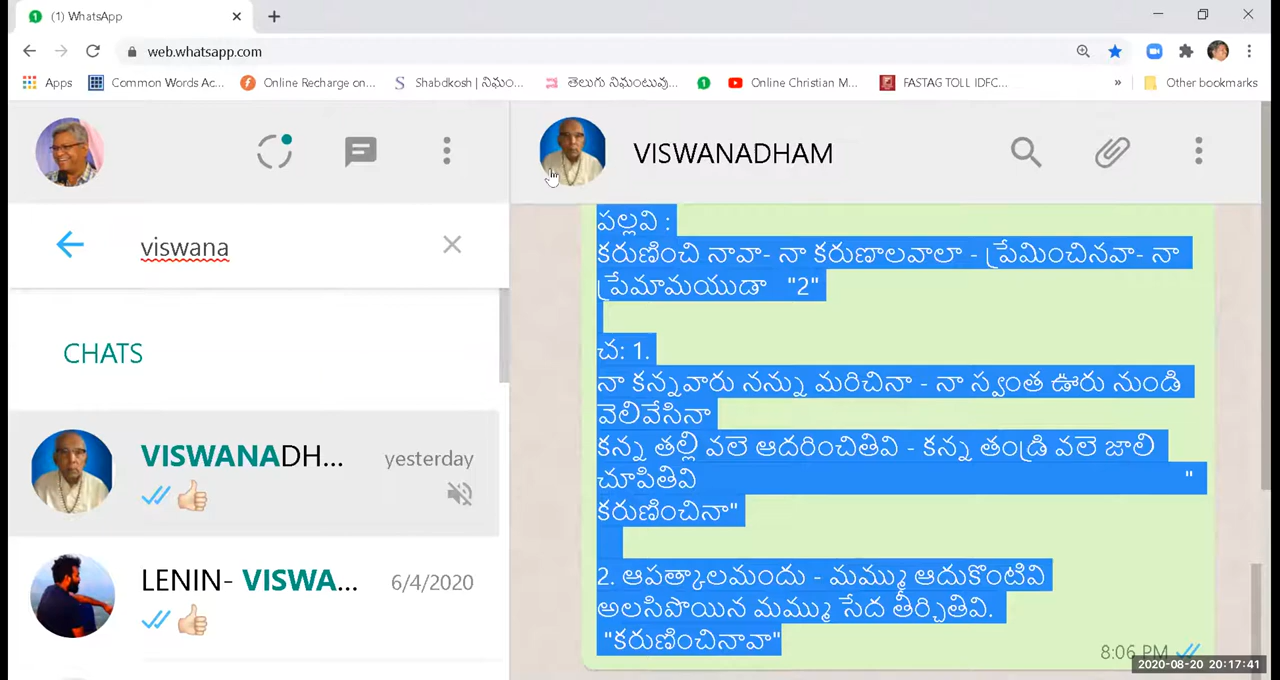 (1) WhatsApp
web.whatsapp.com
Apps Common Words Ac... Online Recharge on... Shabdkosh | నిఘం... తెలుగు నిఘంటువు... Online Christian M... FASTAG TOLL IDFC... » Other bookmarks
VISWANADHAM
viswana
CHATS
VISWANADH...
yesterday
LENIN- VISWA...
6/4/2020
పల్లవి :
కరుణించి నావా- నా కరుణాలవాలా - ప్రేమించినవా- నా
ప్రేమామయుడా "2"
చ: 1.
నా కన్నవారు నన్ను మరిచినా - నా స్వంత ఊరు నుండి
వెలివేసినా
కన్న తల్లి వలె ఆదరించితివి - కన్న తండ్రి వలె జాలి
చూపితివి "
కరుణించినా"
2. ఆపత్కాలమందు - మమ్ము ఆదుకొంటివి
అలసిపొయిన మమ్ము సేద తీర్చితివి.
"కరుణించినావా"
8:06 PM
2020-08-20 20:17:41